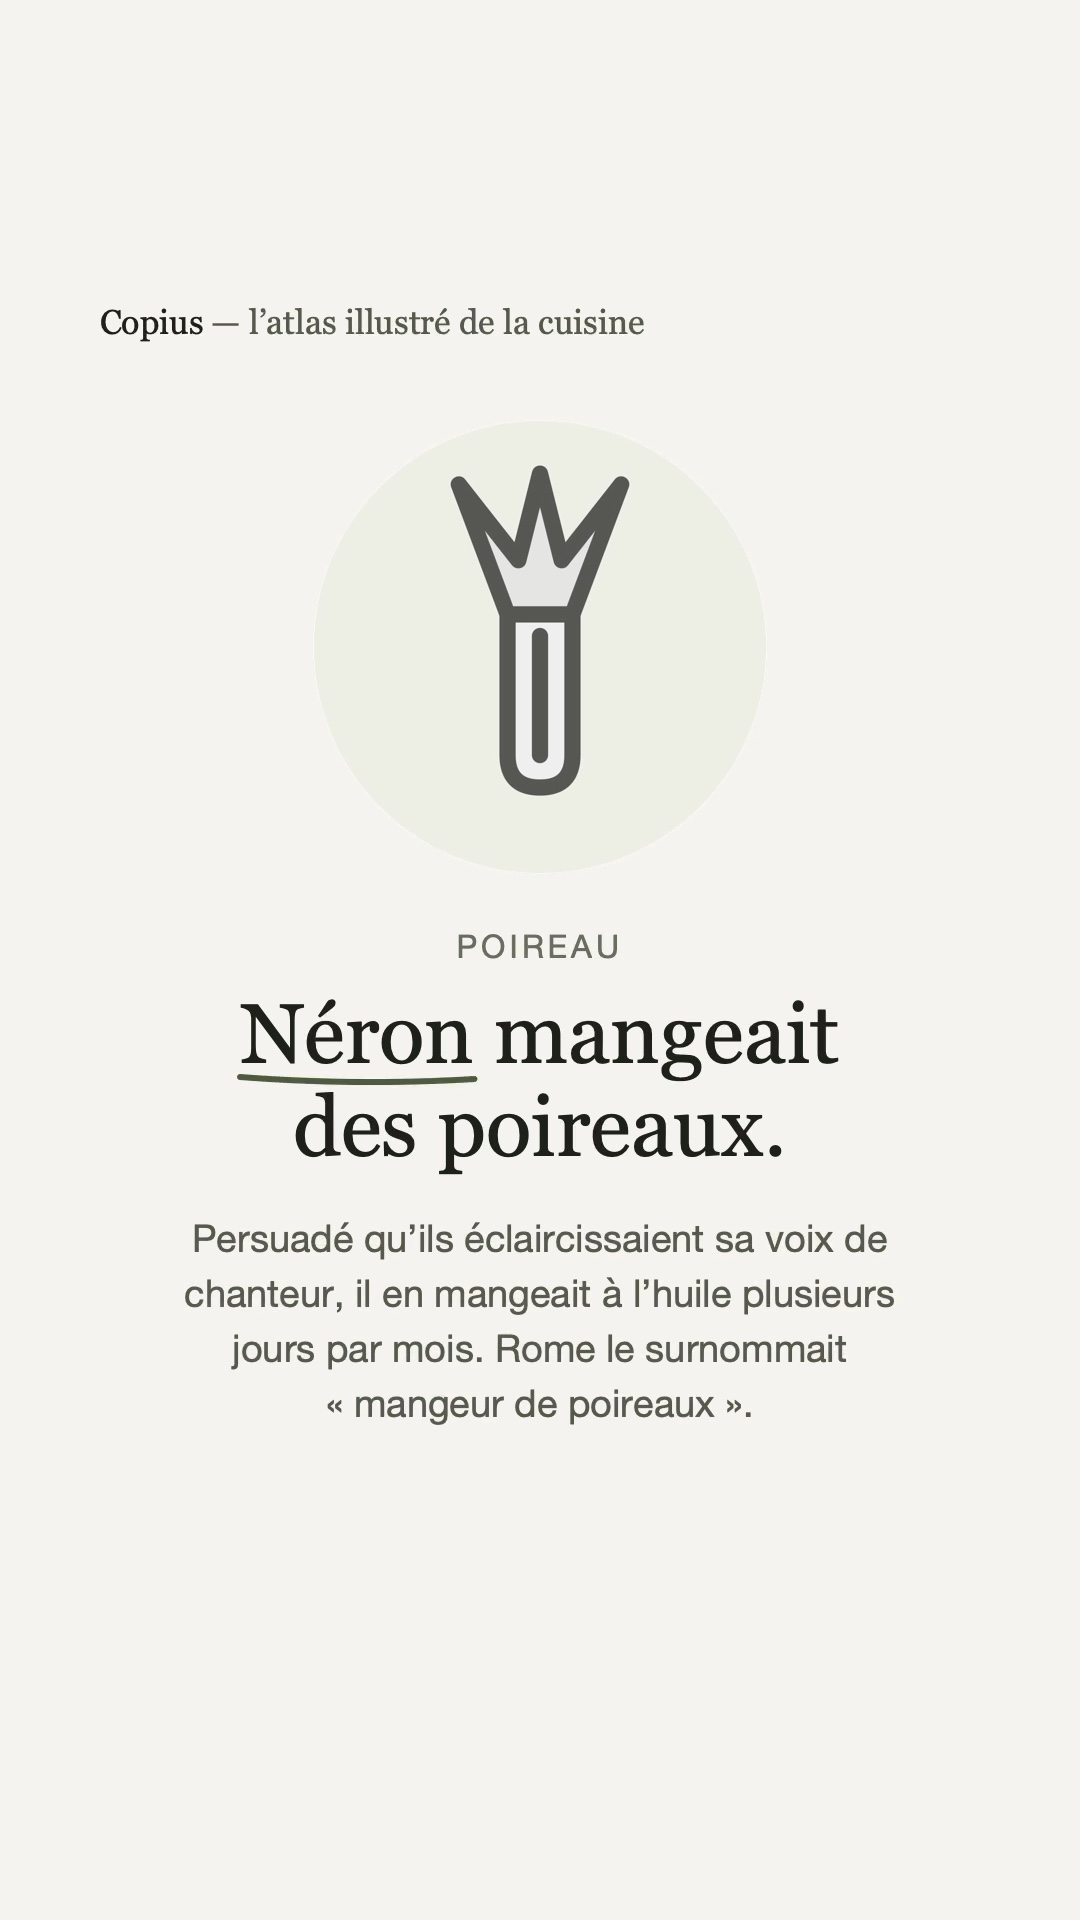 Copius — l’atlas illustré de la cuisine
POIREAU
Néron mangeait
des poireaux.
Persuadé qu’ils éclaircissaient sa voix de
chanteur, il en mangeait à l’huile plusieurs
jours par mois. Rome le surnommait
« mangeur de poireaux ».